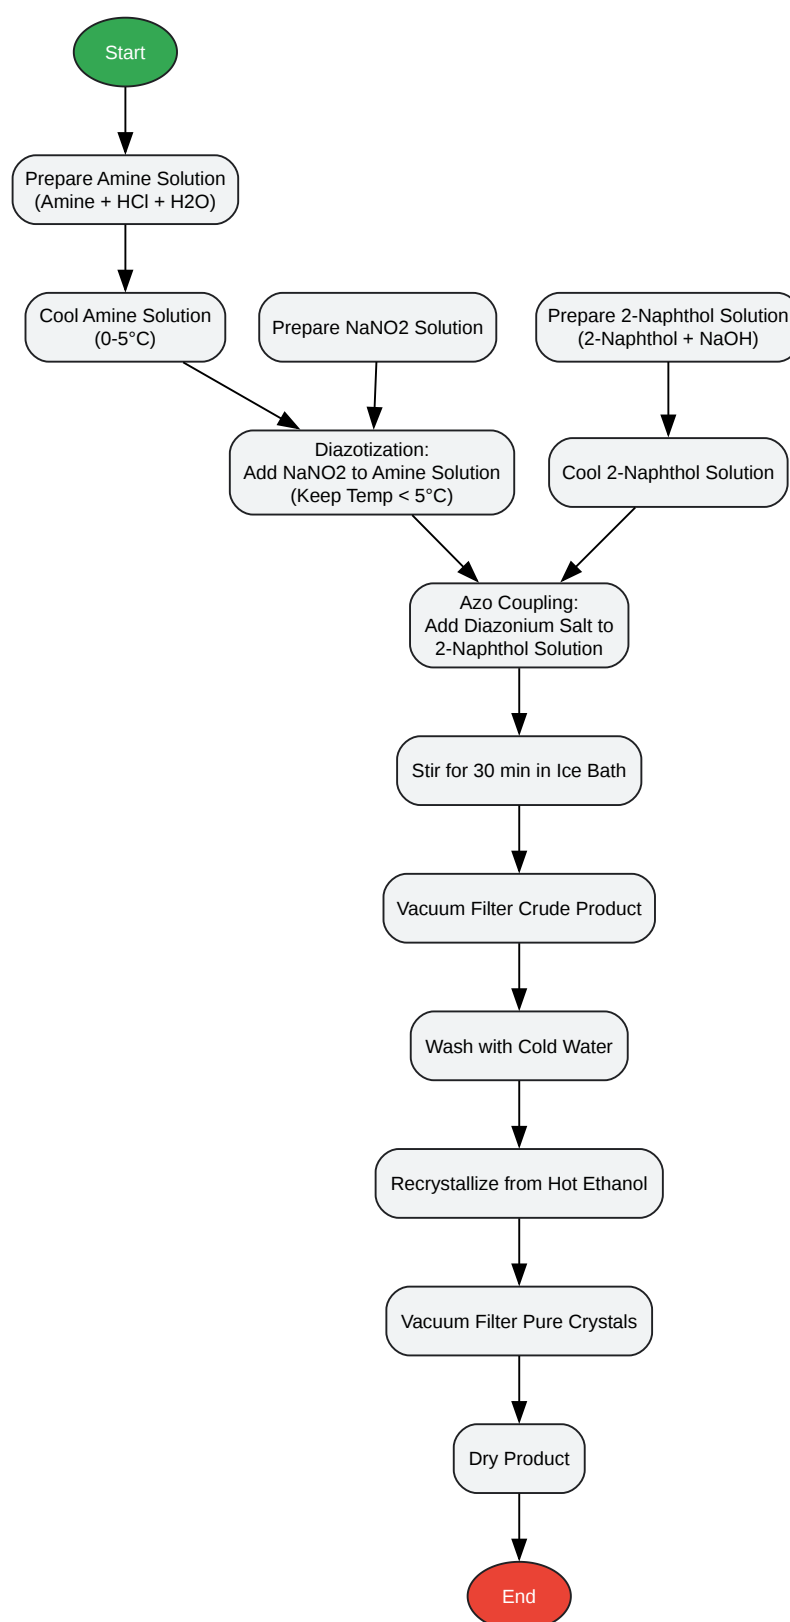 Start
Prepare Amine Solution
(Amine + HCl + H2O)
Cool Amine Solution
(0-5°C)
Prepare NaNO2 Solution
Prepare 2-Naphthol Solution
(2-Naphthol + NaOH)
Diazotization:
Add NaNO2 to Amine Solution
(Keep Temp < 5°C)
Cool 2-Naphthol Solution
Azo Coupling:
Add Diazonium Salt to
2-Naphthol Solution
Stir for 30 min in Ice Bath
Vacuum Filter Crude Product
Wash with Cold Water
Recrystallize from Hot Ethanol
Vacuum Filter Pure Crystals
Dry Product
End